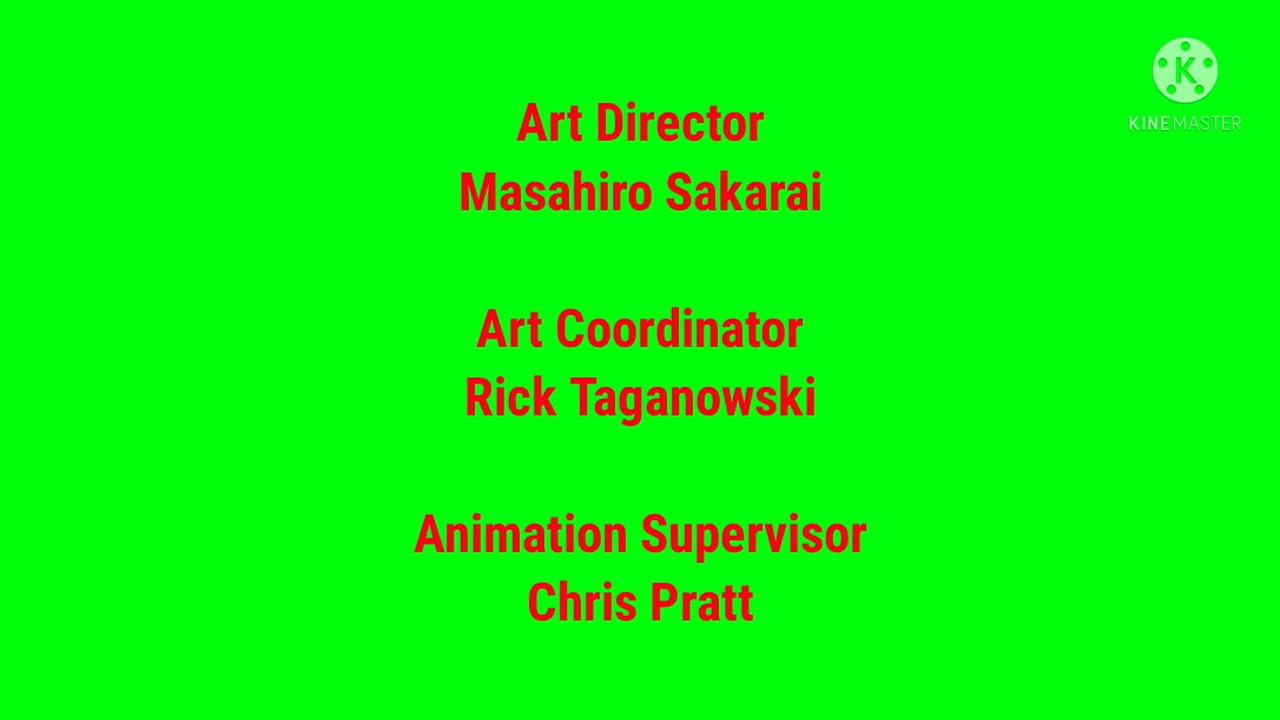 Art Director
Masahiro Sakarai
Art Coordinator
Rick Taganowski
Animation Supervisor
Chris Pratt
K
KINEMASTER